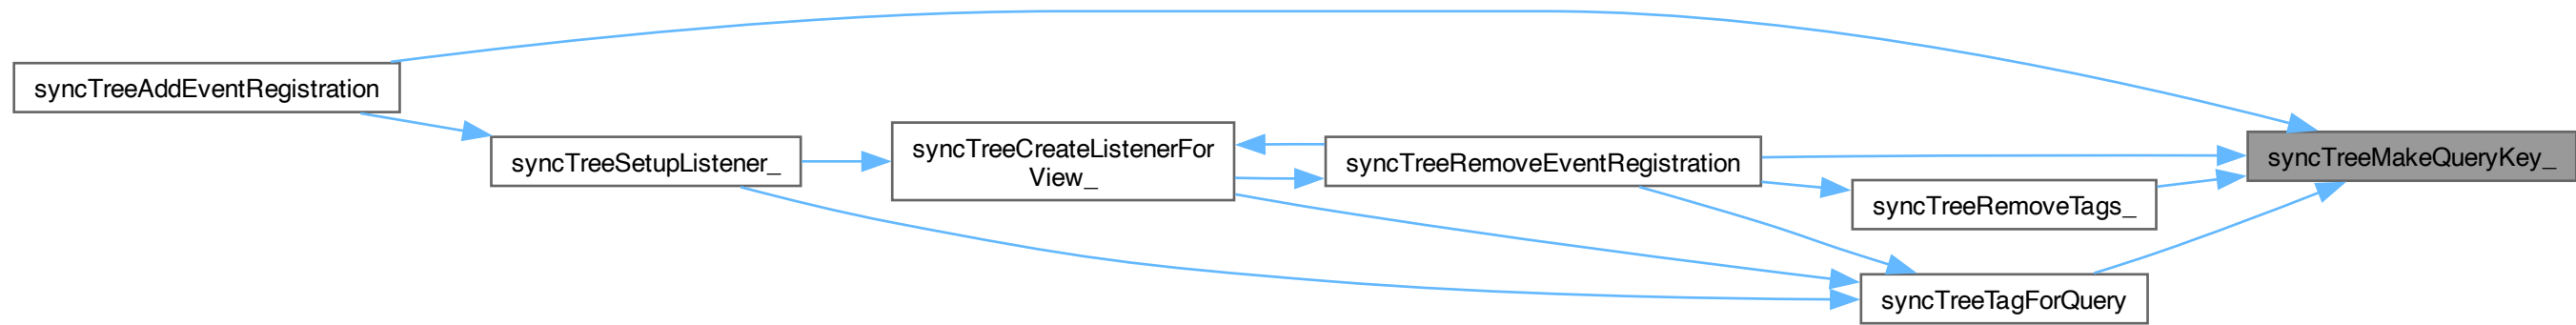 syncTreeAddEventRegistration
syncTreeSetupListener_
syncTreeCreateListenerFor
View_
syncTreeRemoveEventRegistration
syncTreeMakeQueryKey_
syncTreeRemoveTags_
syncTreeTagForQuery